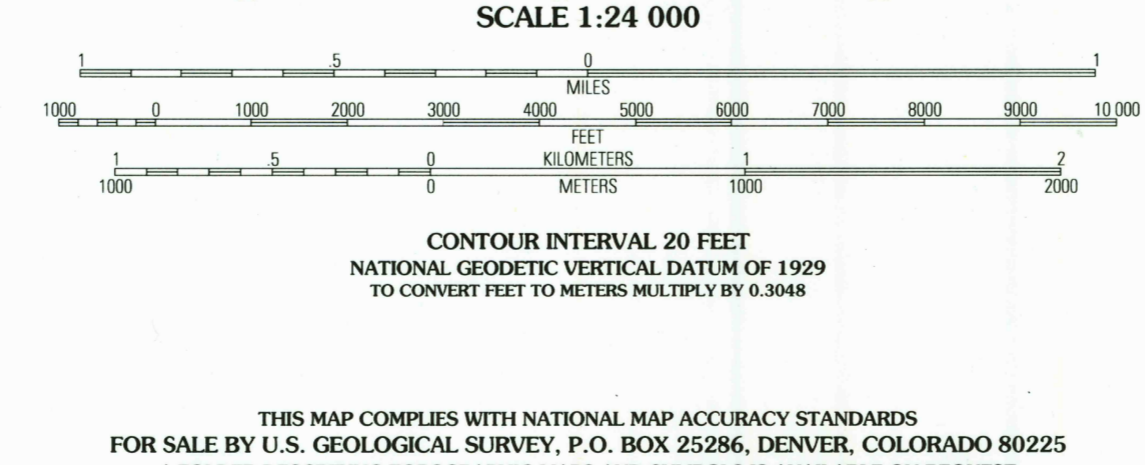 SCALE 1:24 000
1 .5 0 1
MILES
1000 0 1000 2000 3000 4000 5000 6000 7000 8000 9000 10 000
FEET
1 .5 0 KILOMETERS 1 2
1000 0 METERS 1000 2000
CONTOUR INTERVAL 20 FEET
NATIONAL GEODETIC VERTICAL DATUM OF 1929
TO CONVERT FEET TO METERS MULTIPLY BY 0.3048
THIS MAP COMPLIES WITH NATIONAL MAP ACCURACY STANDARDS
FOR SALE BY U.S. GEOLOGICAL SURVEY, P.O. BOX 25286, DENVER, COLORADO 80225